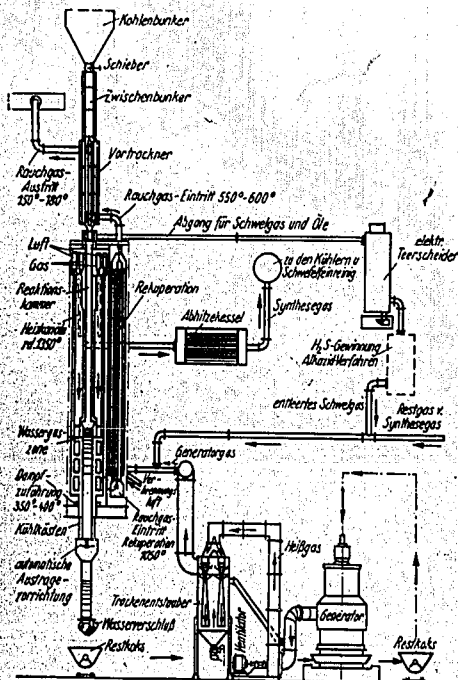 Kohlenbunker
Schieber
Zwischenbunker
Vortrockner
Rauchgas-
Austritt
150°-180°
Rauchgas-Eintritt 550°-600°
Abgang für Schwelgas und Öle
Luft
Gas
Reaktions-
kammer
Heizkanäle
rd.1350°
Rekuperation
zu den Kühlern u
Schwefelfeinreinig
Synthesegas
Abhitzekessel
elektr.
Teerscheider
H₂S-Gewinnung
Alkazid Verfahren
entteertes Schwelgas
Restgas v.
Synthesegas
Wassergas-
zone
Dampf-
zuführung
350°-400°
Kühlkästen
automatische
Austrage-
vorrichtung
Wasserverschluß
Restkoks
Generatorgas
Ver-
brennungs
luft
Rauchgas-
Eintritt
Rekuperation
1050°
Heißgas
Trockenentstauber
Ventilator
Generator
Restkoks